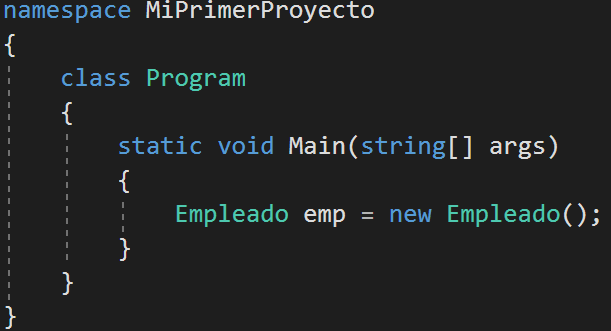 namespace MiPrimerProyecto
{
    class Program
    {
        static void Main(string[] args)
        {
            Empleado emp = new Empleado();
        }
    }
}